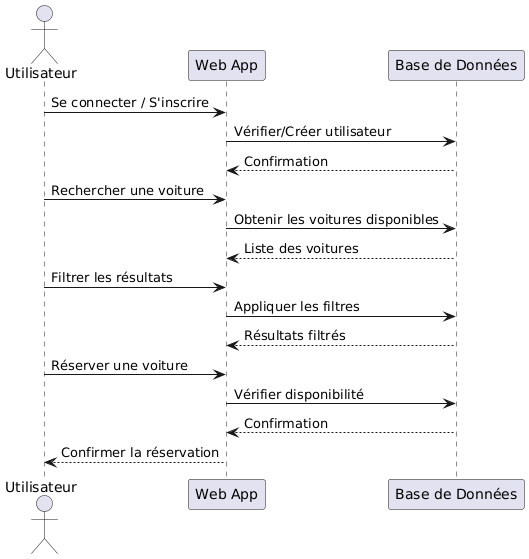 Utilisateur
Web App
Base de Données
Se connecter / S'inscrire
Vérifier/Créer utilisateur
Confirmation
Rechercher une voiture
Obtenir les voitures disponibles
Liste des voitures
Filtrer les résultats
Appliquer les filtres
Résultats filtrés
Réserver une voiture
Vérifier disponibilité
Confirmation
Confirmer la réservation
Utilisateur
Web App
Base de Données